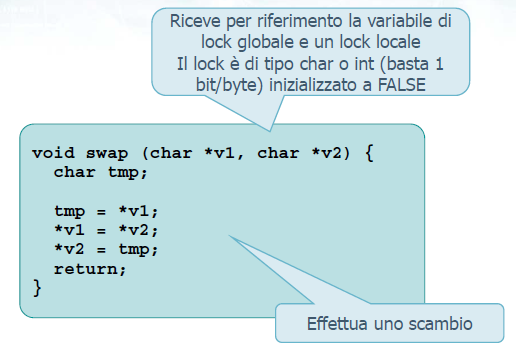 Riceve per riferimento la variabile di
lock globale e un lock locale
Il lock è di tipo char o int (basta 1
bit/byte) inizializzato a FALSE
void swap (char *v1, char *v2) {
char tmp;
tmp = *v1;
*v1 = *v2;
*v2 = tmp;
return;
}
Effettua uno scambio